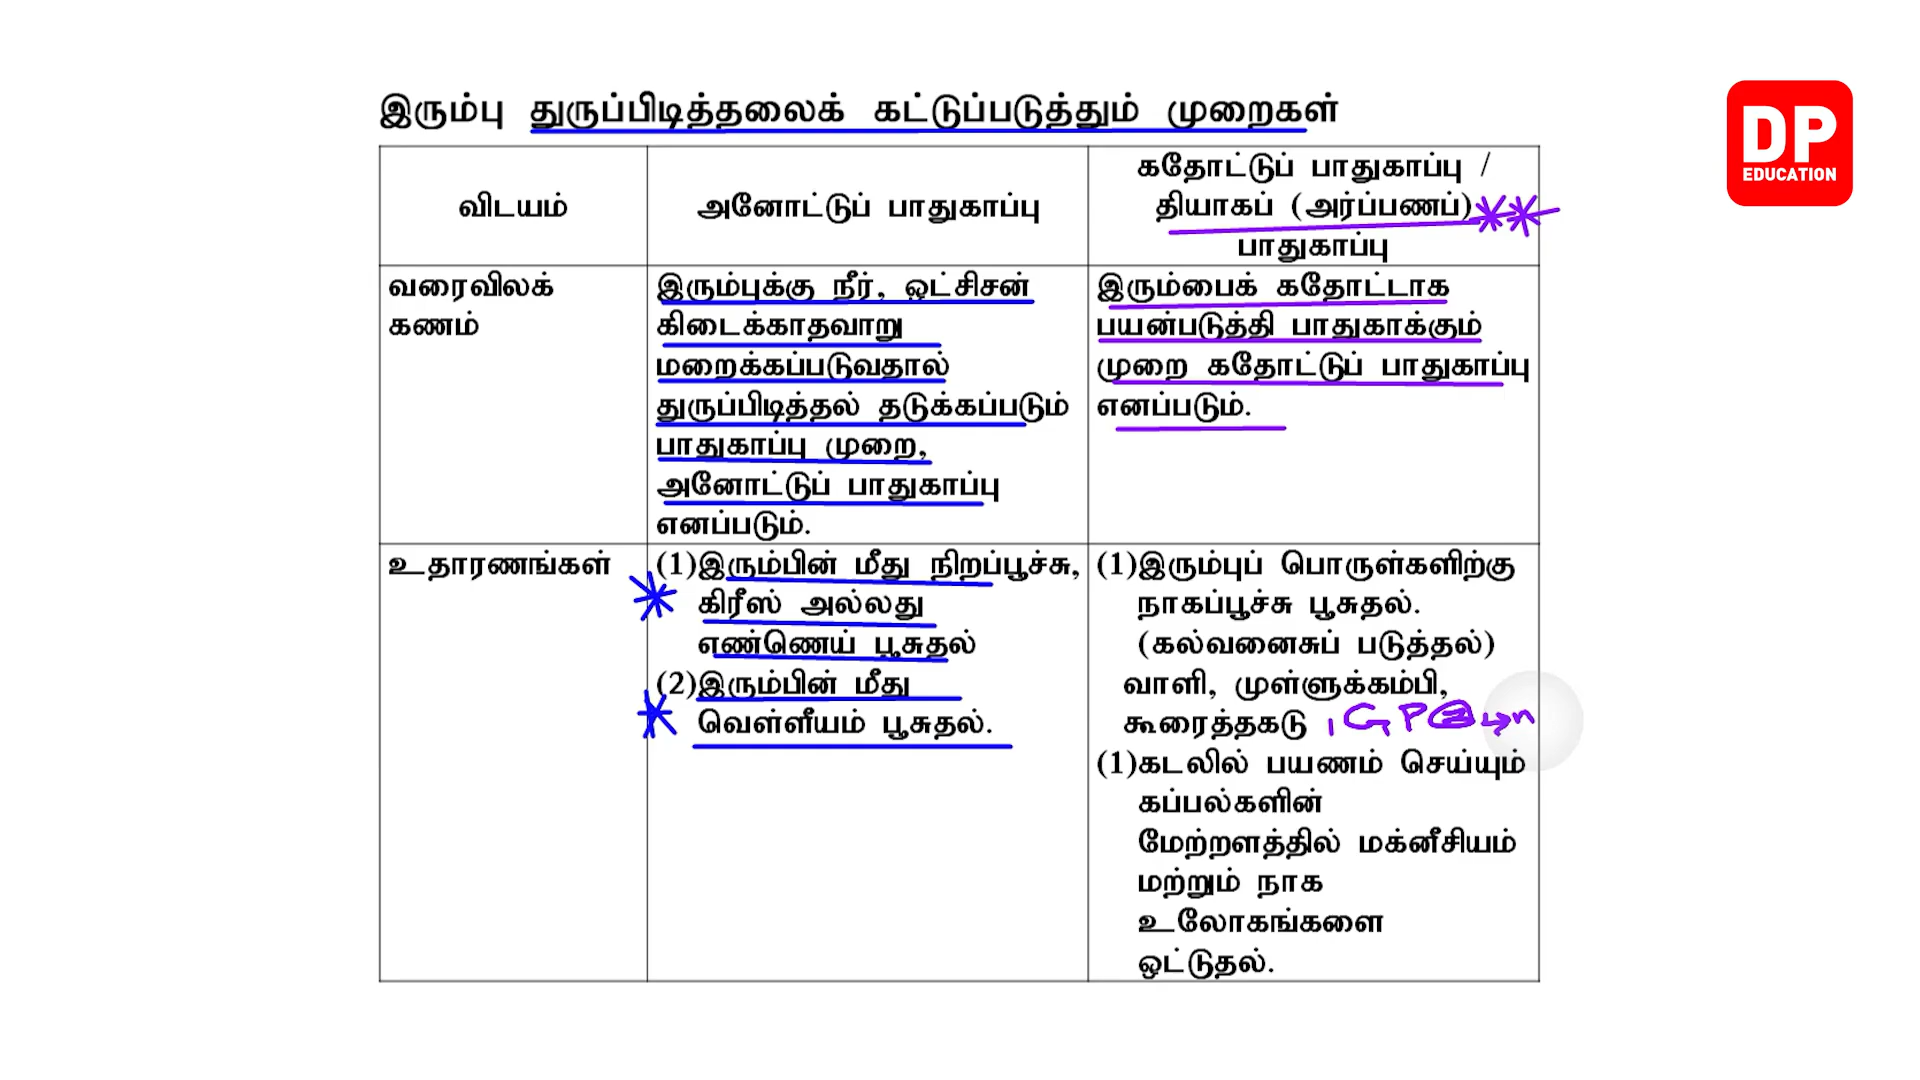 இரும்பு துருப்பிடித்தலைக் கட்டுப்படுத்தும் முறைகள்
DP
EDUCATION
விடயம்
அனோட்டுப் பாதுகாப்பு
கதோட்டுப் பாதுகாப்பு /
தியாகப் (அர்ப்பணப்)
பாதுகாப்பு
வரைவிலக்
கணம்
இரும்புக்கு நீர், ஒட்சிசன்
கிடைக்காதவாறு
மறைக்கப்படுவதால்
துருப்பிடித்தல் தடுக்கப்படும்
பாதுகாப்பு முறை,
அனோட்டுப் பாதுகாப்பு
எனப்படும்.
இரும்பைக் கதோட்டாக
பயன்படுத்தி பாதுகாக்கும்
முறை கதோட்டுப் பாதுகாப்பு
எனப்படும்.
உதாரணங்கள்
(1)இரும்பின் மீது நிறப்பூச்சு,
கிரீஸ் அல்லது
எண்ணெய் பூசுதல்
(2)இரும்பின் மீது
வெள்ளீயம் பூசுதல்.
(1)இரும்புப் பொருள்களிற்கு
நாகப்பூச்சு பூசுதல்.
(கல்வனைசுப் படுத்தல்)
வாளி, முள்ளுக்கம்பி,
கூரைத்தகடு , GP
(1)கடலில் பயணம் செய்யும்
கப்பல்களின்
மேற்றளத்தில் மக்னீசியம்
மற்றும் நாக
உலோகங்களை
ஒட்டுதல்.